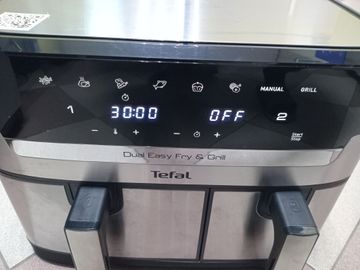 MANUAL GRILL
1 30:00 OFF 2
Start
Stop
Dual Easy Fry & Grill
Tefal